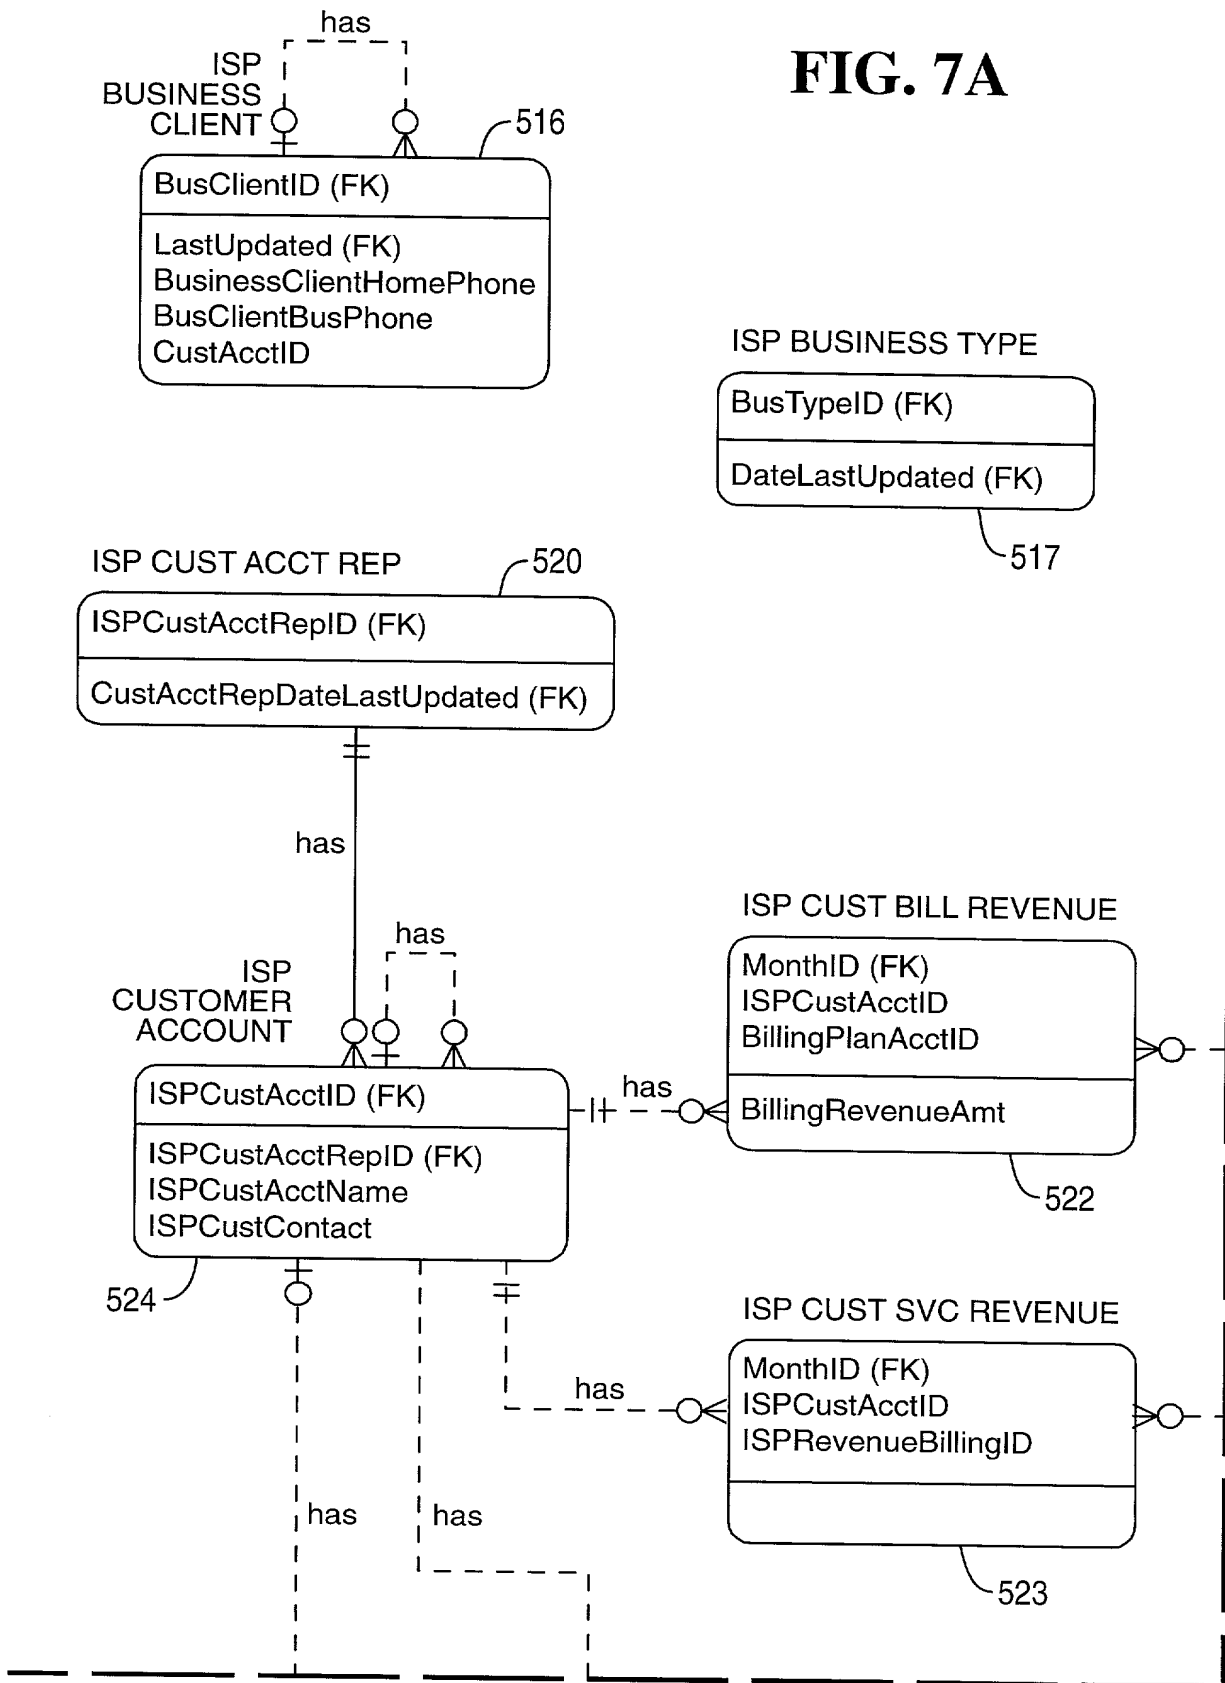 FIG. 7A
has
ISP
BUSINESS
CLIENT
516
BusClientID (FK)
LastUpdated (FK)
BusinessClientHomePhone
BusClientBusPhone
CustAcctID
ISP BUSINESS TYPE
BusTypeID (FK)
DateLastUpdated (FK)
517
ISP CUST ACCT REP
520
ISPCustAcctRepID (FK)
CustAcctRepDateLastUpdated (FK)
has
has
ISP
CUSTOMER
ACCOUNT
ISPCustAcctID (FK)
ISPCustAcctRepID (FK)
ISPCustAcctName
ISPCustContact
524
has
ISP CUST BILL REVENUE
MonthID (FK)
ISPCustAcctID
BillingPlanAcctID
BillingRevenueAmt
522
has
ISP CUST SVC REVENUE
MonthID (FK)
ISPCustAcctID
ISPRevenueBillingID
523
has
has